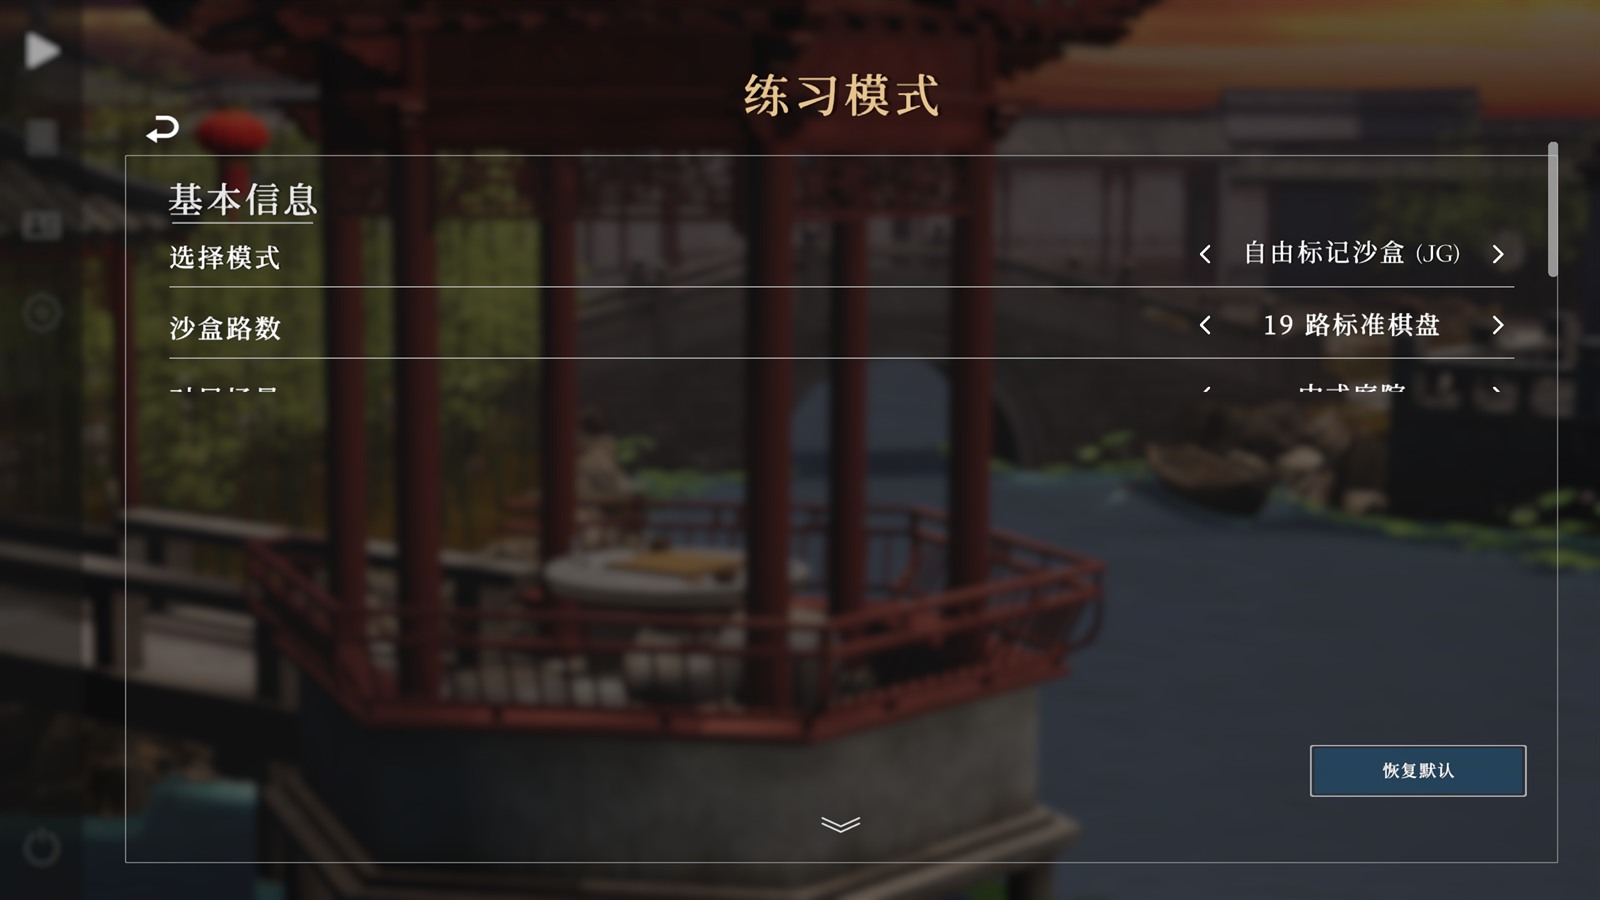 练习模式
基本信息
选择模式
自由标记沙盒 (JG)
沙盒路数
19 路标准棋盘
恢复默认